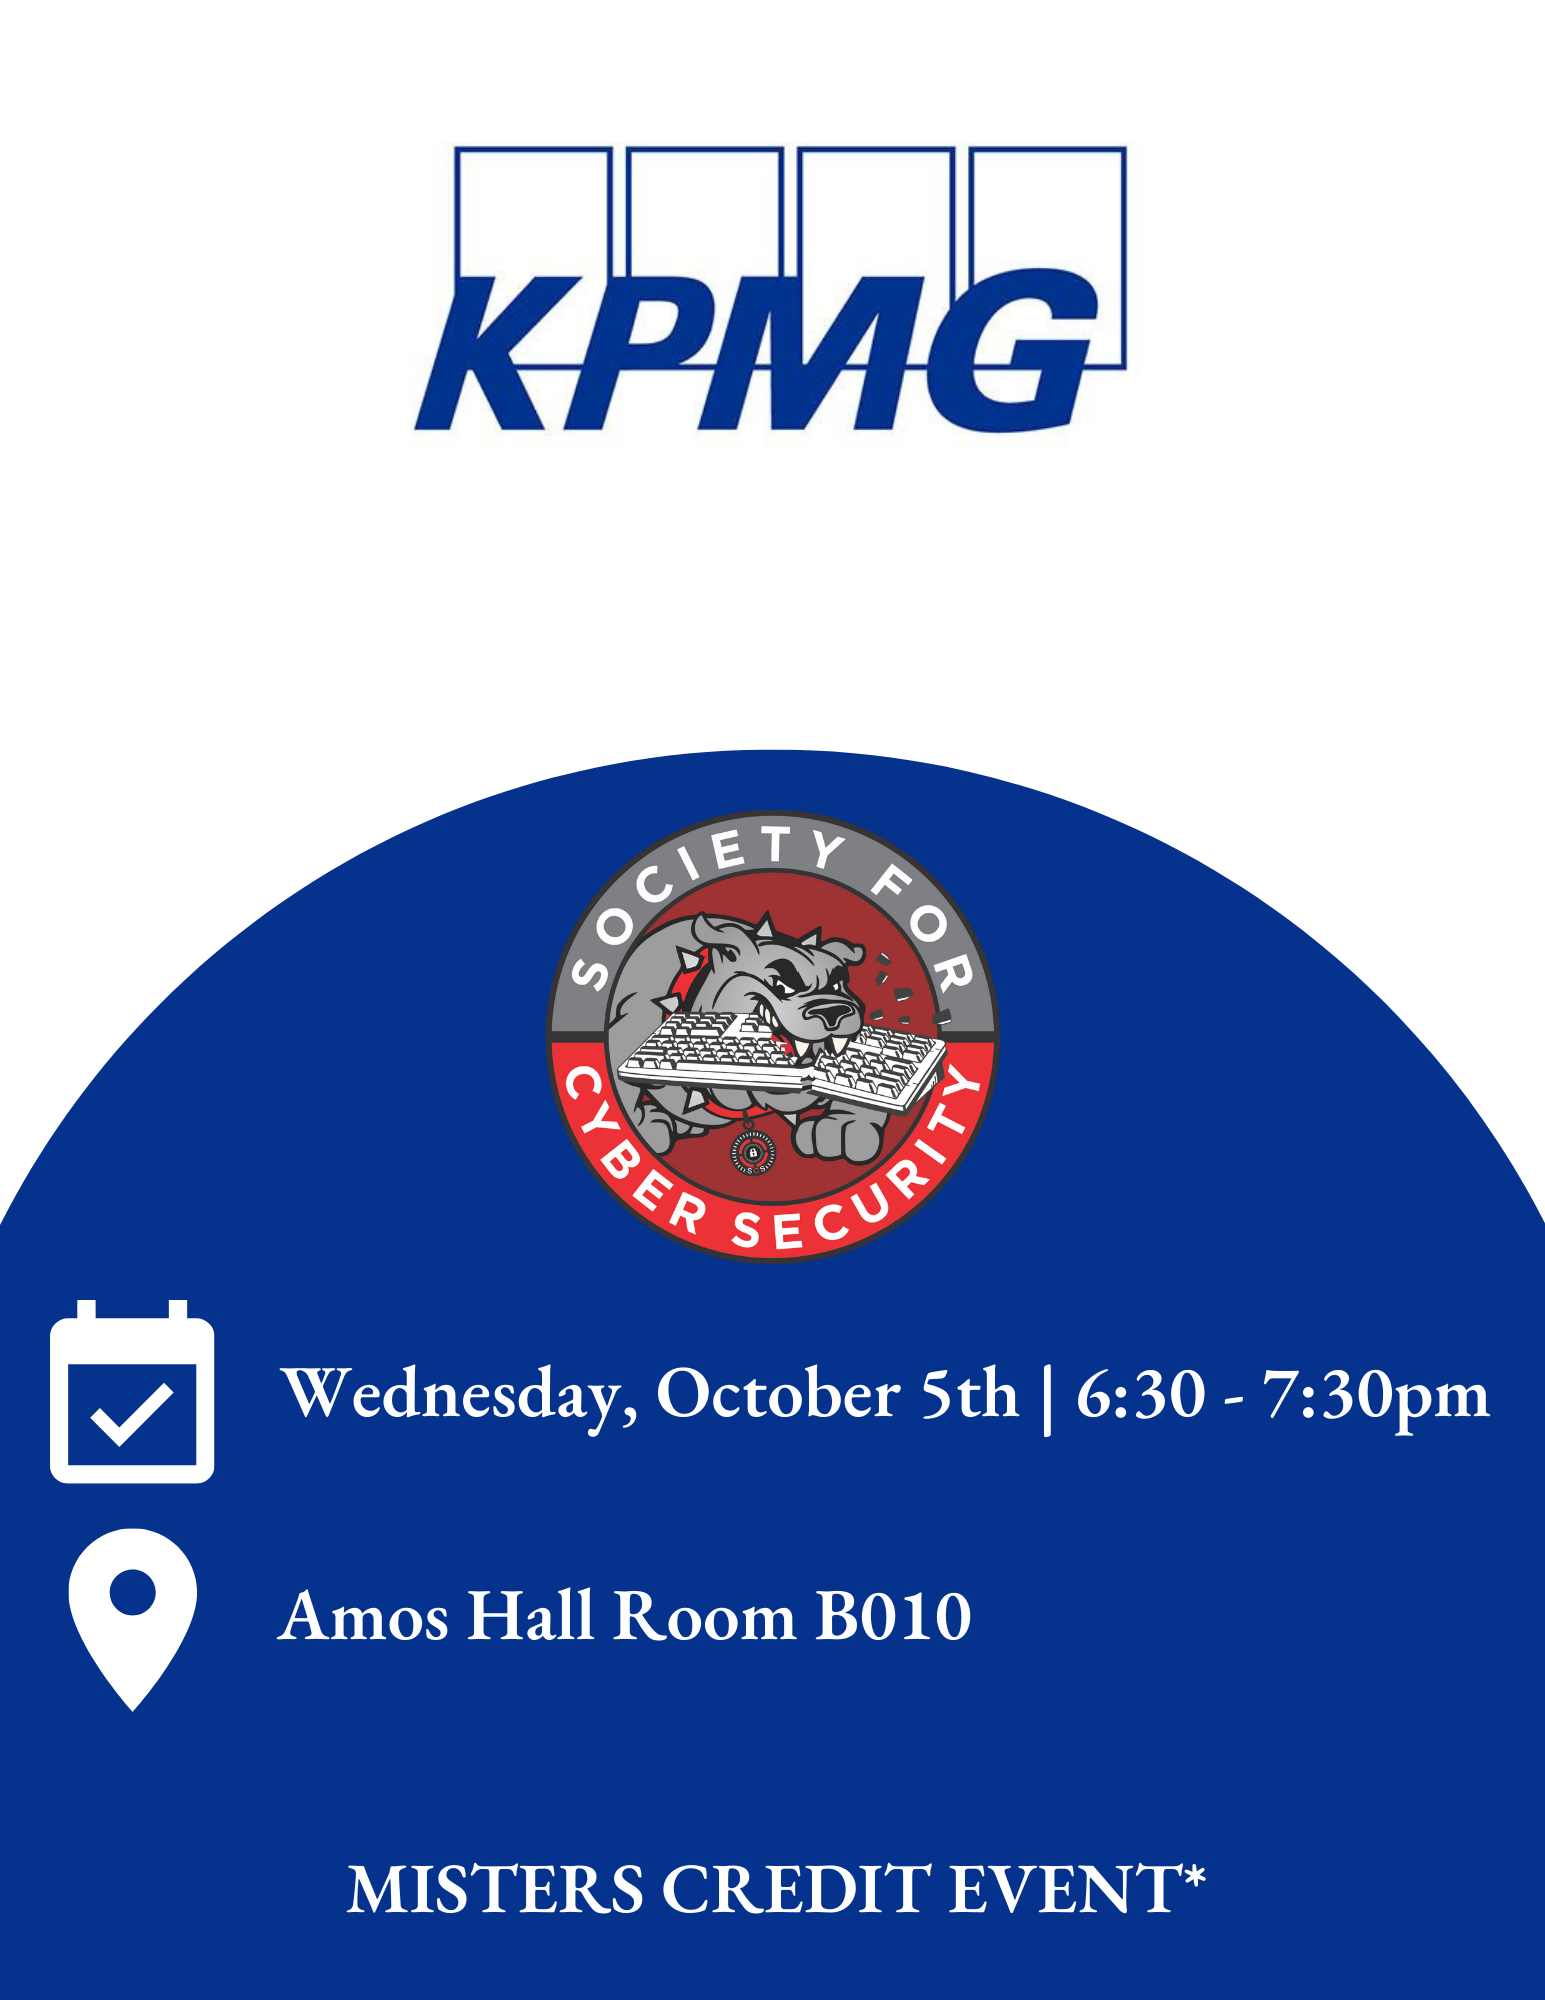 KPMG
SOCIETY FOR
CYBER SECURITY
SCS
Wednesday, October 5th | 6:30 - 7:30pm
Amos Hall Room B010
MISTERS CREDIT EVENT*